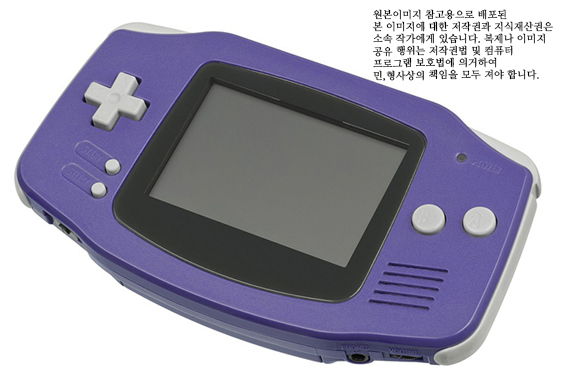 원본이미지 참고용으로 배포된
본 이미지에 대한 저작권과 지식재산권은
소속 작가에게 있습니다. 복제나 이미지
공유 행위는 저작권법 및 컴퓨터
프로그램 보호법에 의거하여
민,형사상의 책임을 모두 져야 합니다.